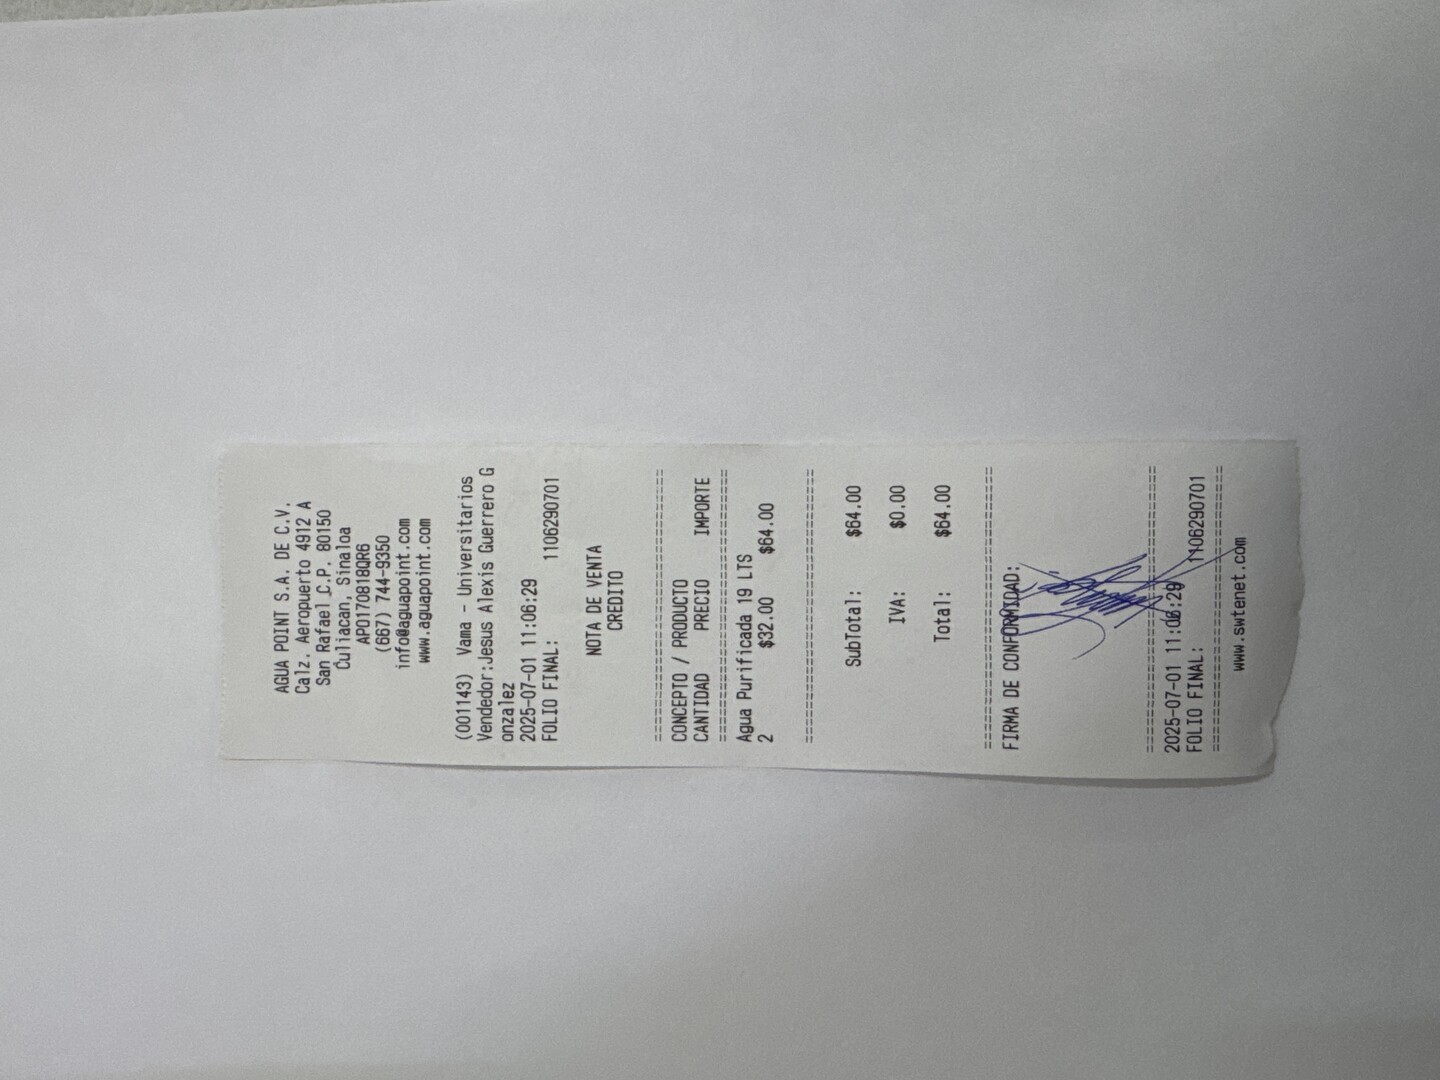 AGUA POINT S.A. DE C.V.
Calz. Aeropuerto 4912 A
San Rafael C.P. 80150
Culiacan, Sinaloa
APO170818QR6
(667) 744-9350
info@aguapoint.com
www.aguapoint.com
(001143) Vama - Universitarios
Vendedor:Jesus Alexis Guerrero G
onzalez
2025-07-01 11:06:29
FOLIO FINAL: 1106290701
NOTA DE VENTA
CREDITO
================================
CONCEPTO / PRODUCTO
CANTIDAD PRECIO IMPORTE
================================
Agua Purificada 19 LTS
2 $32.00 $64.00
================================
SubTotal: $64.00
IVA: $0.00
Total: $64.00
================================
FIRMA DE CONFORMIDAD:
================================
2025-07-01 11:06:29
FOLIO FINAL: 1106290701
================================
www.swtenet.com